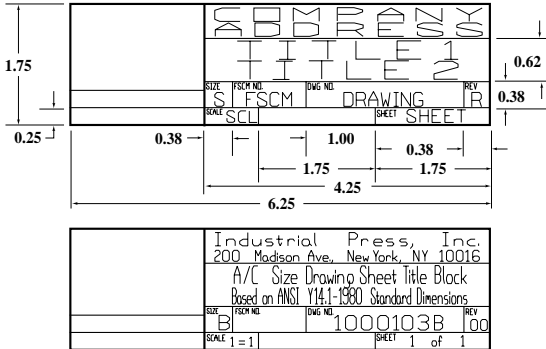 COMPANY
ADDRESS
TITLE 1
TITLE 2
SIZE FSCM NO. DWG NO. REV
S FSCM DRAWING R
SCALE SCL SHEET SHEET
1.75
0.62
0.38
0.25
0.38
1.00
0.38
1.75
1.75
4.25
6.25
Industrial Press, Inc.
200 Madison Ave., New York, NY 10016
A/C Size Drawing Sheet Title Block
Based on ANSI Y14.1-1980 Standard Dimensions
SIZE FSCM NO. DWG NO. REV
B 1000103B 00
SCALE 1=1 SHEET 1 of 1